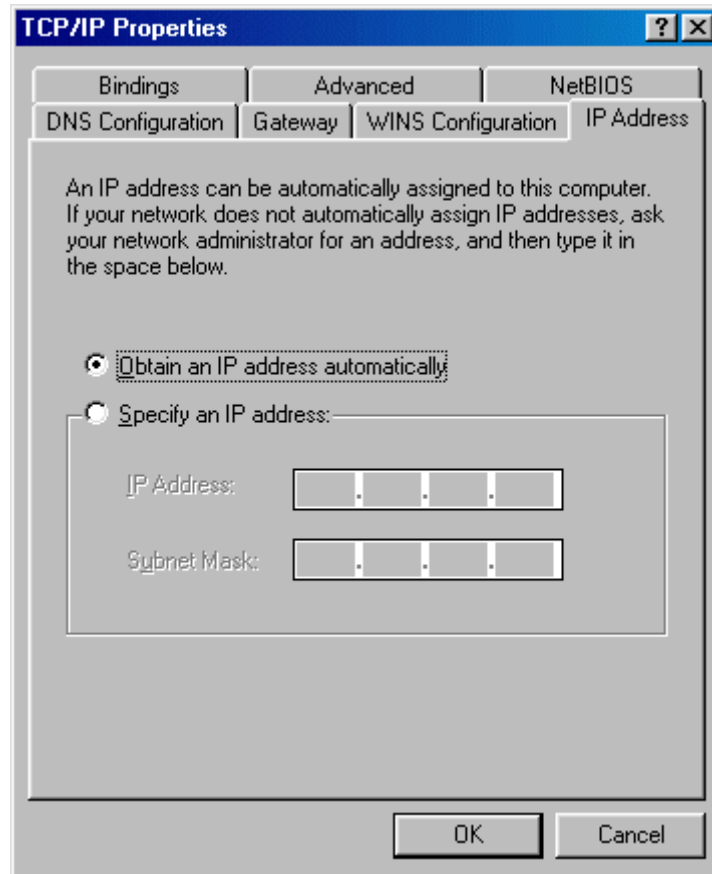 TCP/IP Properties
Bindings Advanced NetBIOS
DNS Configuration Gateway WINS Configuration IP Address
An IP address can be automatically assigned to this computer.
If your network does not automatically assign IP addresses, ask
your network administrator for an address, and then type it in
the space below.
Obtain an IP address automatically
Specify an IP address:
IP Address:
Subnet Mask:
OK Cancel